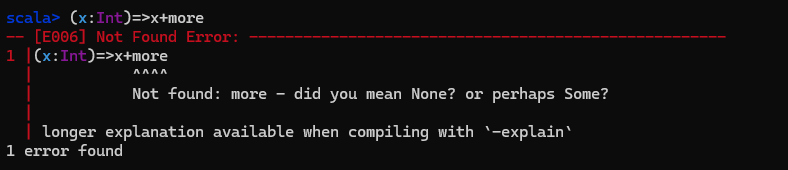 scala> (x:Int)=>x+more
-- [E006] Not Found Error: -----------------------------------------------------
1 |(x:Int)=>x+more
  |           ^^^^
  |           Not found: more - did you mean None? or perhaps Some?
  |
  | longer explanation available when compiling with `-explain`
1 error found